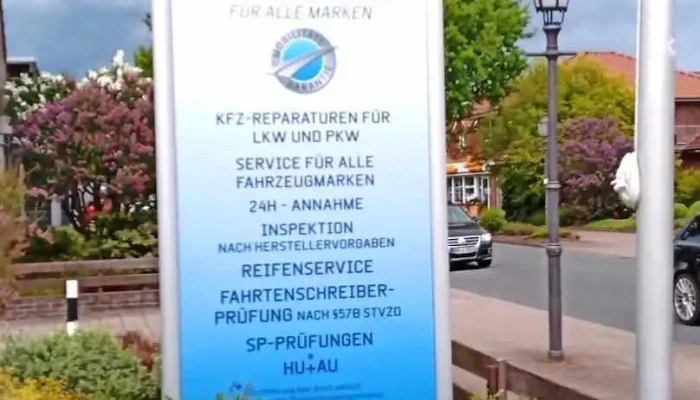 FÜR ALLE MARKEN
MOBILITÄTS
GARANTIE
KFZ-REPARATUREN FÜR
LKW UND PKW
SERVICE FÜR ALLE
FAHRZEUGMARKEN
24H - ANNAHME
INSPEKTION
NACH HERSTELLERVORGABEN
REIFENSERVICE
FAHRTENSCHREIBER-
PRÜFUNG NACH §57B STVZO
SP-PRÜFUNGEN
HU*+AU